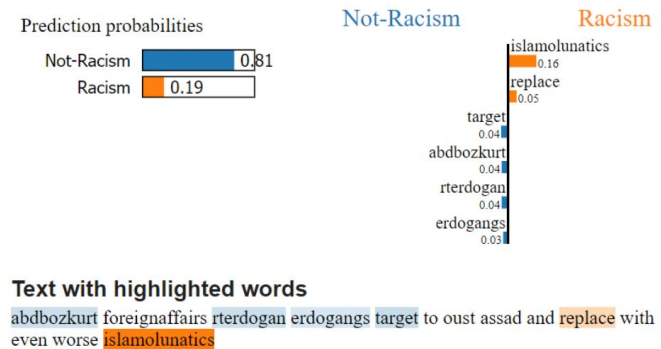 Prediction probabilities
Not-Racism 0.81
Racism 0.19
Not-Racism Racism
islamolunatics
0.16
replace
0.05
target
0.04
abdbozkurt
0.04
rterdogan
0.04
erdogangs
0.03
Text with highlighted words
abdbozkurt foreignaffairs rterdogan erdogangs target to oust assad and replace with
even worse islamolunatics